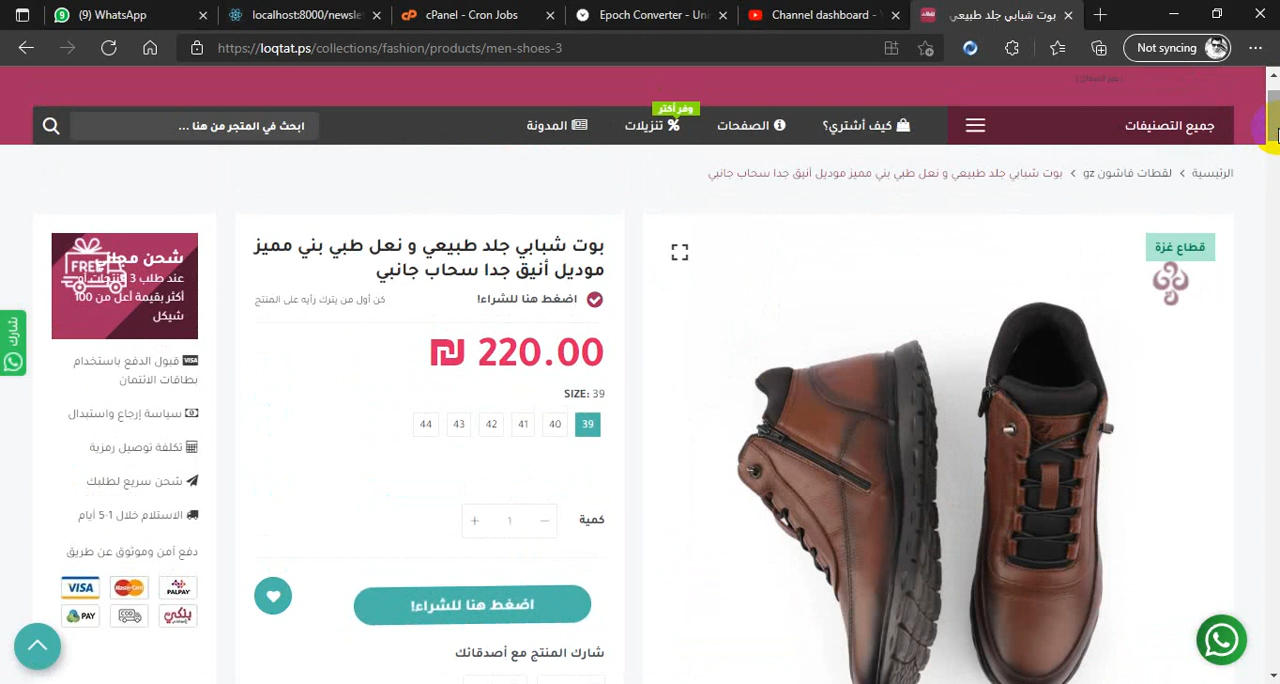 (9) WhatsApp
localhost:8000/newsle
cPanel - Cron Jobs
Epoch Converter - Uni
Channel dashboard - Y
بوت شبابي جلد طبيعي
https://loqtat.ps/collections/fashion/products/men-shoes-3
Not syncing
جميع التصنيفات
كيف أشتري؟
الصفحات
تنزيلات
وفر أكثر
المدونة
ابحث في المتجر من هنا ...
الرئيسية > لقطات فاشون gz > بوت شبابي جلد طبيعي و نعل طبي بني مميز موديل أنيق جدا سحاب جانبي
قطاع غزة
بوت شبابي جلد طبيعي و نعل طبي بني مميز
موديل أنيق جدا سحاب جانبي
اضغط هنا للشراء!
كن أول من يترك رأيه على المنتج
220.00 ₪
SIZE: 39
39
40
41
42
43
44
كمية
+ 1 −
اضغط هنا للشراء!
شارك المنتج مع أصدقائك
شحن مجاني
FREE
عند طلب 3 منتجات أو
أكثر بقيمة أعل من 100
شيكل
قبول الدفع باستخدام
بطاقات الائتمان
سياسة إرجاع واستبدال
تكلفة توصيل رمزية
شحن سريع لطلبك
الاستلام خلال 1-5 أيام
دفع آمن وموثوق عن طريق
VISA
MasterCard
PALPAY
PAY
بنكي
شارك